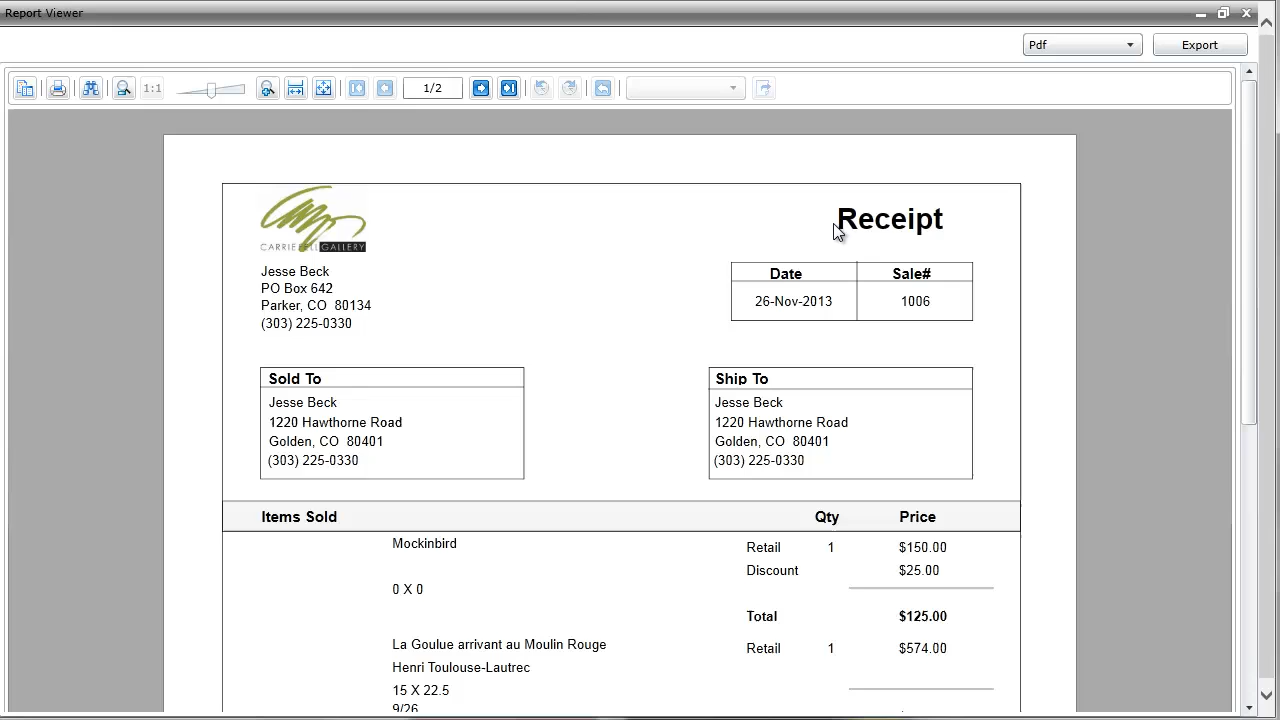 Report Viewer
Pdf
Export
1:1
1/2
CARRIE FELL GALLERY
Receipt
Jesse Beck
PO Box 642
Parker, CO 80134
(303) 225-0330
Date Sale#
26-Nov-2013 1006
Sold To
Jesse Beck
1220 Hawthorne Road
Golden, CO 80401
(303) 225-0330
Ship To
Jesse Beck
1220 Hawthorne Road
Golden, CO 80401
(303) 225-0330
Items Sold Qty Price
Mockinbird Retail 1 $150.00
Discount $25.00
0 X 0
Total $125.00
La Goulue arrivant au Moulin Rouge Retail 1 $574.00
Henri Toulouse-Lautrec
15 X 22.5
9/26